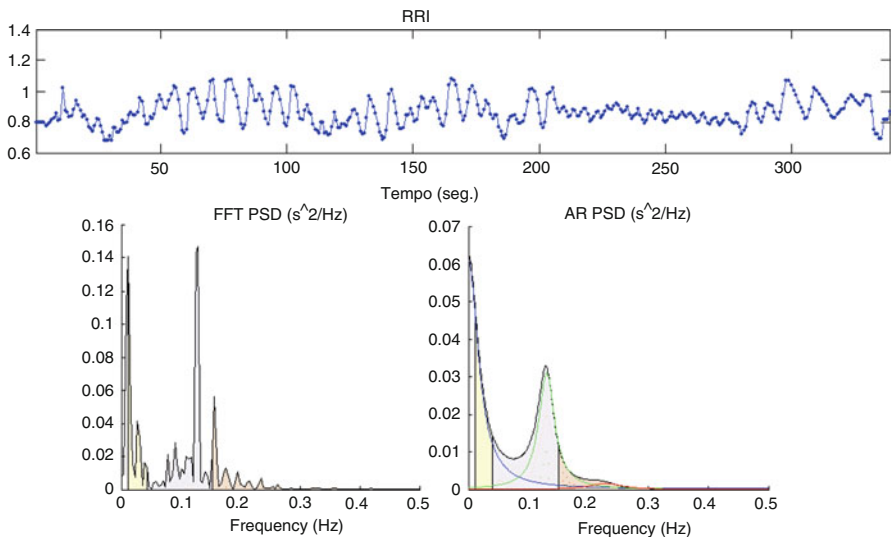 RRI
1.4
1.2
1
0.8
0.6
50 100 150 200 250 300
Tempo (seg.)
FFT PSD (s^2/Hz)
0.16
0.14
0.12
0.1
0.08
0.06
0.04
0.02
0
0 0.1 0.2 0.3 0.4 0.5
Frequency (Hz)
AR PSD (s^2/Hz)
0.07
0.06
0.05
0.04
0.03
0.02
0.01
0
0 0.1 0.2 0.3 0.4 0.5
Frequency (Hz)